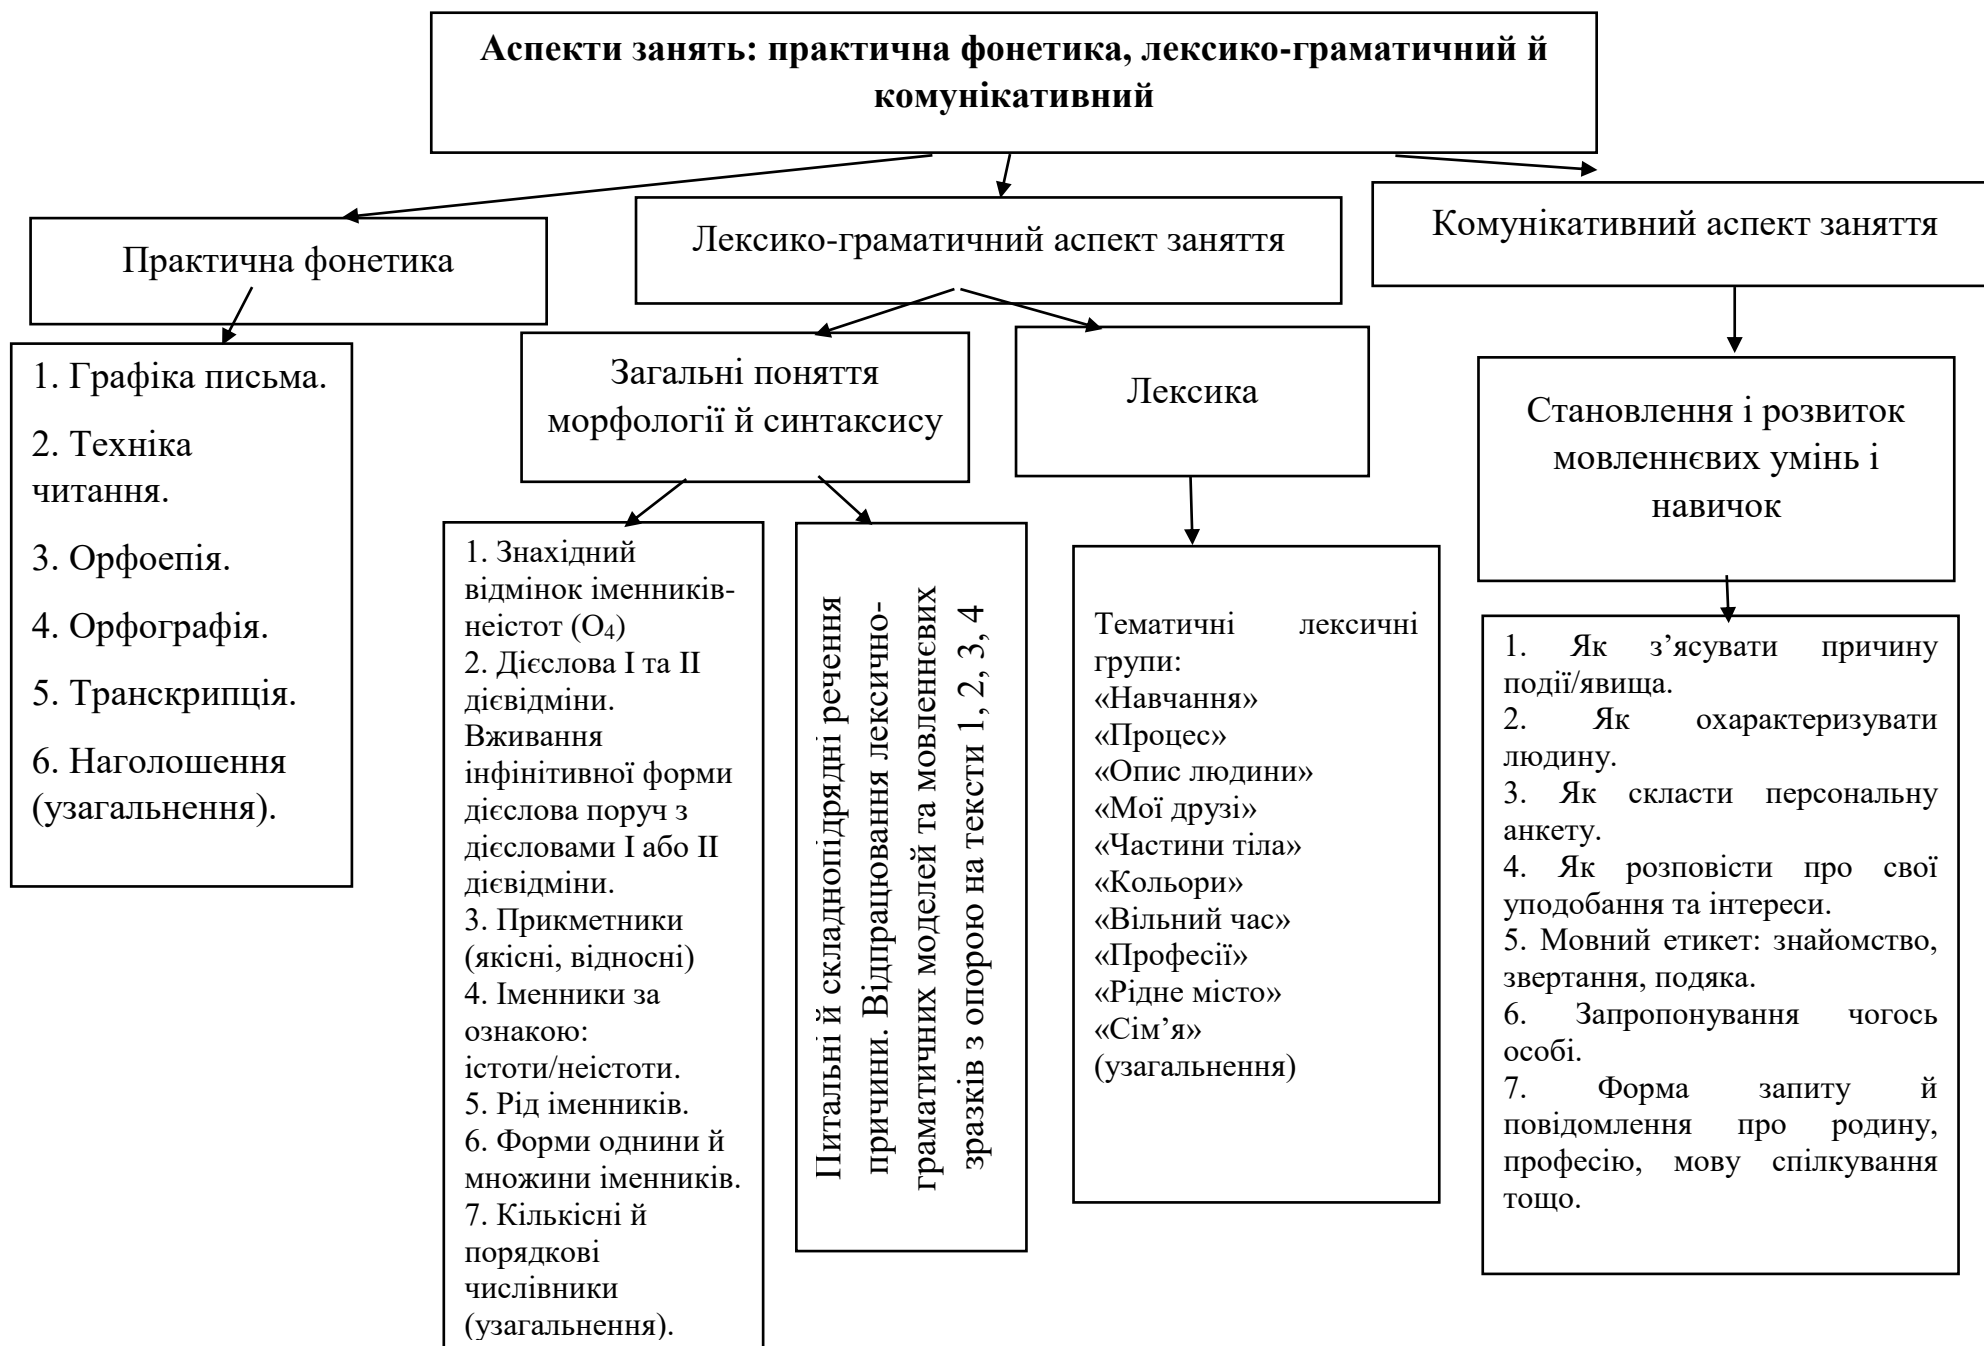 Аспекти занять: практична фонетика, лексико-граматичний й
комунікативний
Практична фонетика
Лексико-граматичний аспект заняття
Комунікативний аспект заняття
1. Графіка письма.
2. Техніка
читання.
3. Орфоепія.
4. Орфографія.
5. Транскрипція.
6. Наголошення
(узагальнення).
Загальні поняття
морфології й синтаксису
Лексика
Становлення і розвиток
мовленнєвих умінь і
навичок
1. Знахідний
відмінок іменників-
неістот (О₄)
2. Дієслова І та ІІ
дієвідміни.
Вживання
інфінітивної форми
дієслова поруч з
дієсловами І або ІІ
дієвідміни.
3. Прикметники
(якісні, відносні)
4. Іменники за
ознакою:
істоти/неістоти.
5. Рід іменників.
6. Форми однини й
множини іменників.
7. Кількісні й
порядкові
числівники
(узагальнення).
Питальні й складнопідрядні речення
причини. Відпрацювання лексично-
граматичних моделей та мовленнєвих
зразків з опорою на тексти 1, 2, 3, 4
Тематичні лексичні
групи:
«Навчання»
«Процес»
«Опис людини»
«Мої друзі»
«Частини тіла»
«Кольори»
«Вільний час»
«Професії»
«Рідне місто»
«Сім’я»
(узагальнення)
1. Як з’ясувати причину
події/явища.
2. Як охарактеризувати
людину.
3. Як скласти персональну
анкету.
4. Як розповісти про свої
уподобання та інтереси.
5. Мовний етикет: знайомство,
звертання, подяка.
6. Запропонування чогось
особі.
7. Форма запиту й
повідомлення про родину,
професію, мову спілкування
тощо.